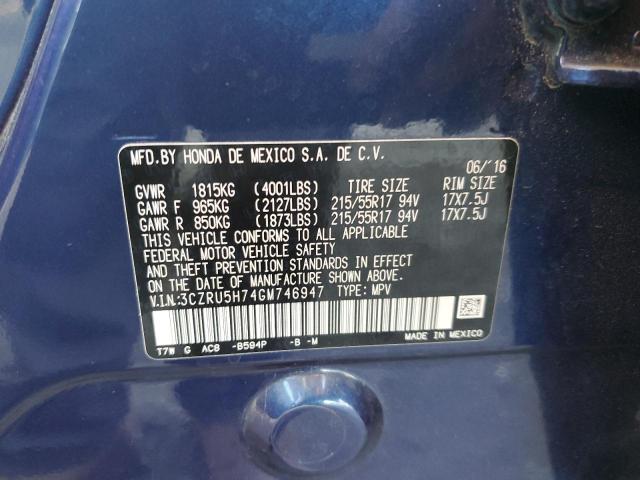 MFD.BY HONDA DE MEXICO S.A. DE C.V.
06/'16
GVWR 1815KG (4001LBS) TIRE SIZE RIM SIZE
GAWR F 965KG (2127LBS) 215/55R17 94V 17X7.5J
GAWR R 850KG (1873LBS) 215/55R17 94V 17X7.5J
THIS VEHICLE CONFORMS TO ALL APPLICABLE
FEDERAL MOTOR VEHICLE SAFETY
AND THEFT PREVENTION STANDARDS IN EFFECT
ON THE DATE OF MANUFACTURE SHOWN ABOVE.
V.I.N.:3CZRU5H74GM746947 TYPE: MPV
T7W G AC8 -B594P -B -M
MADE IN MEXICO